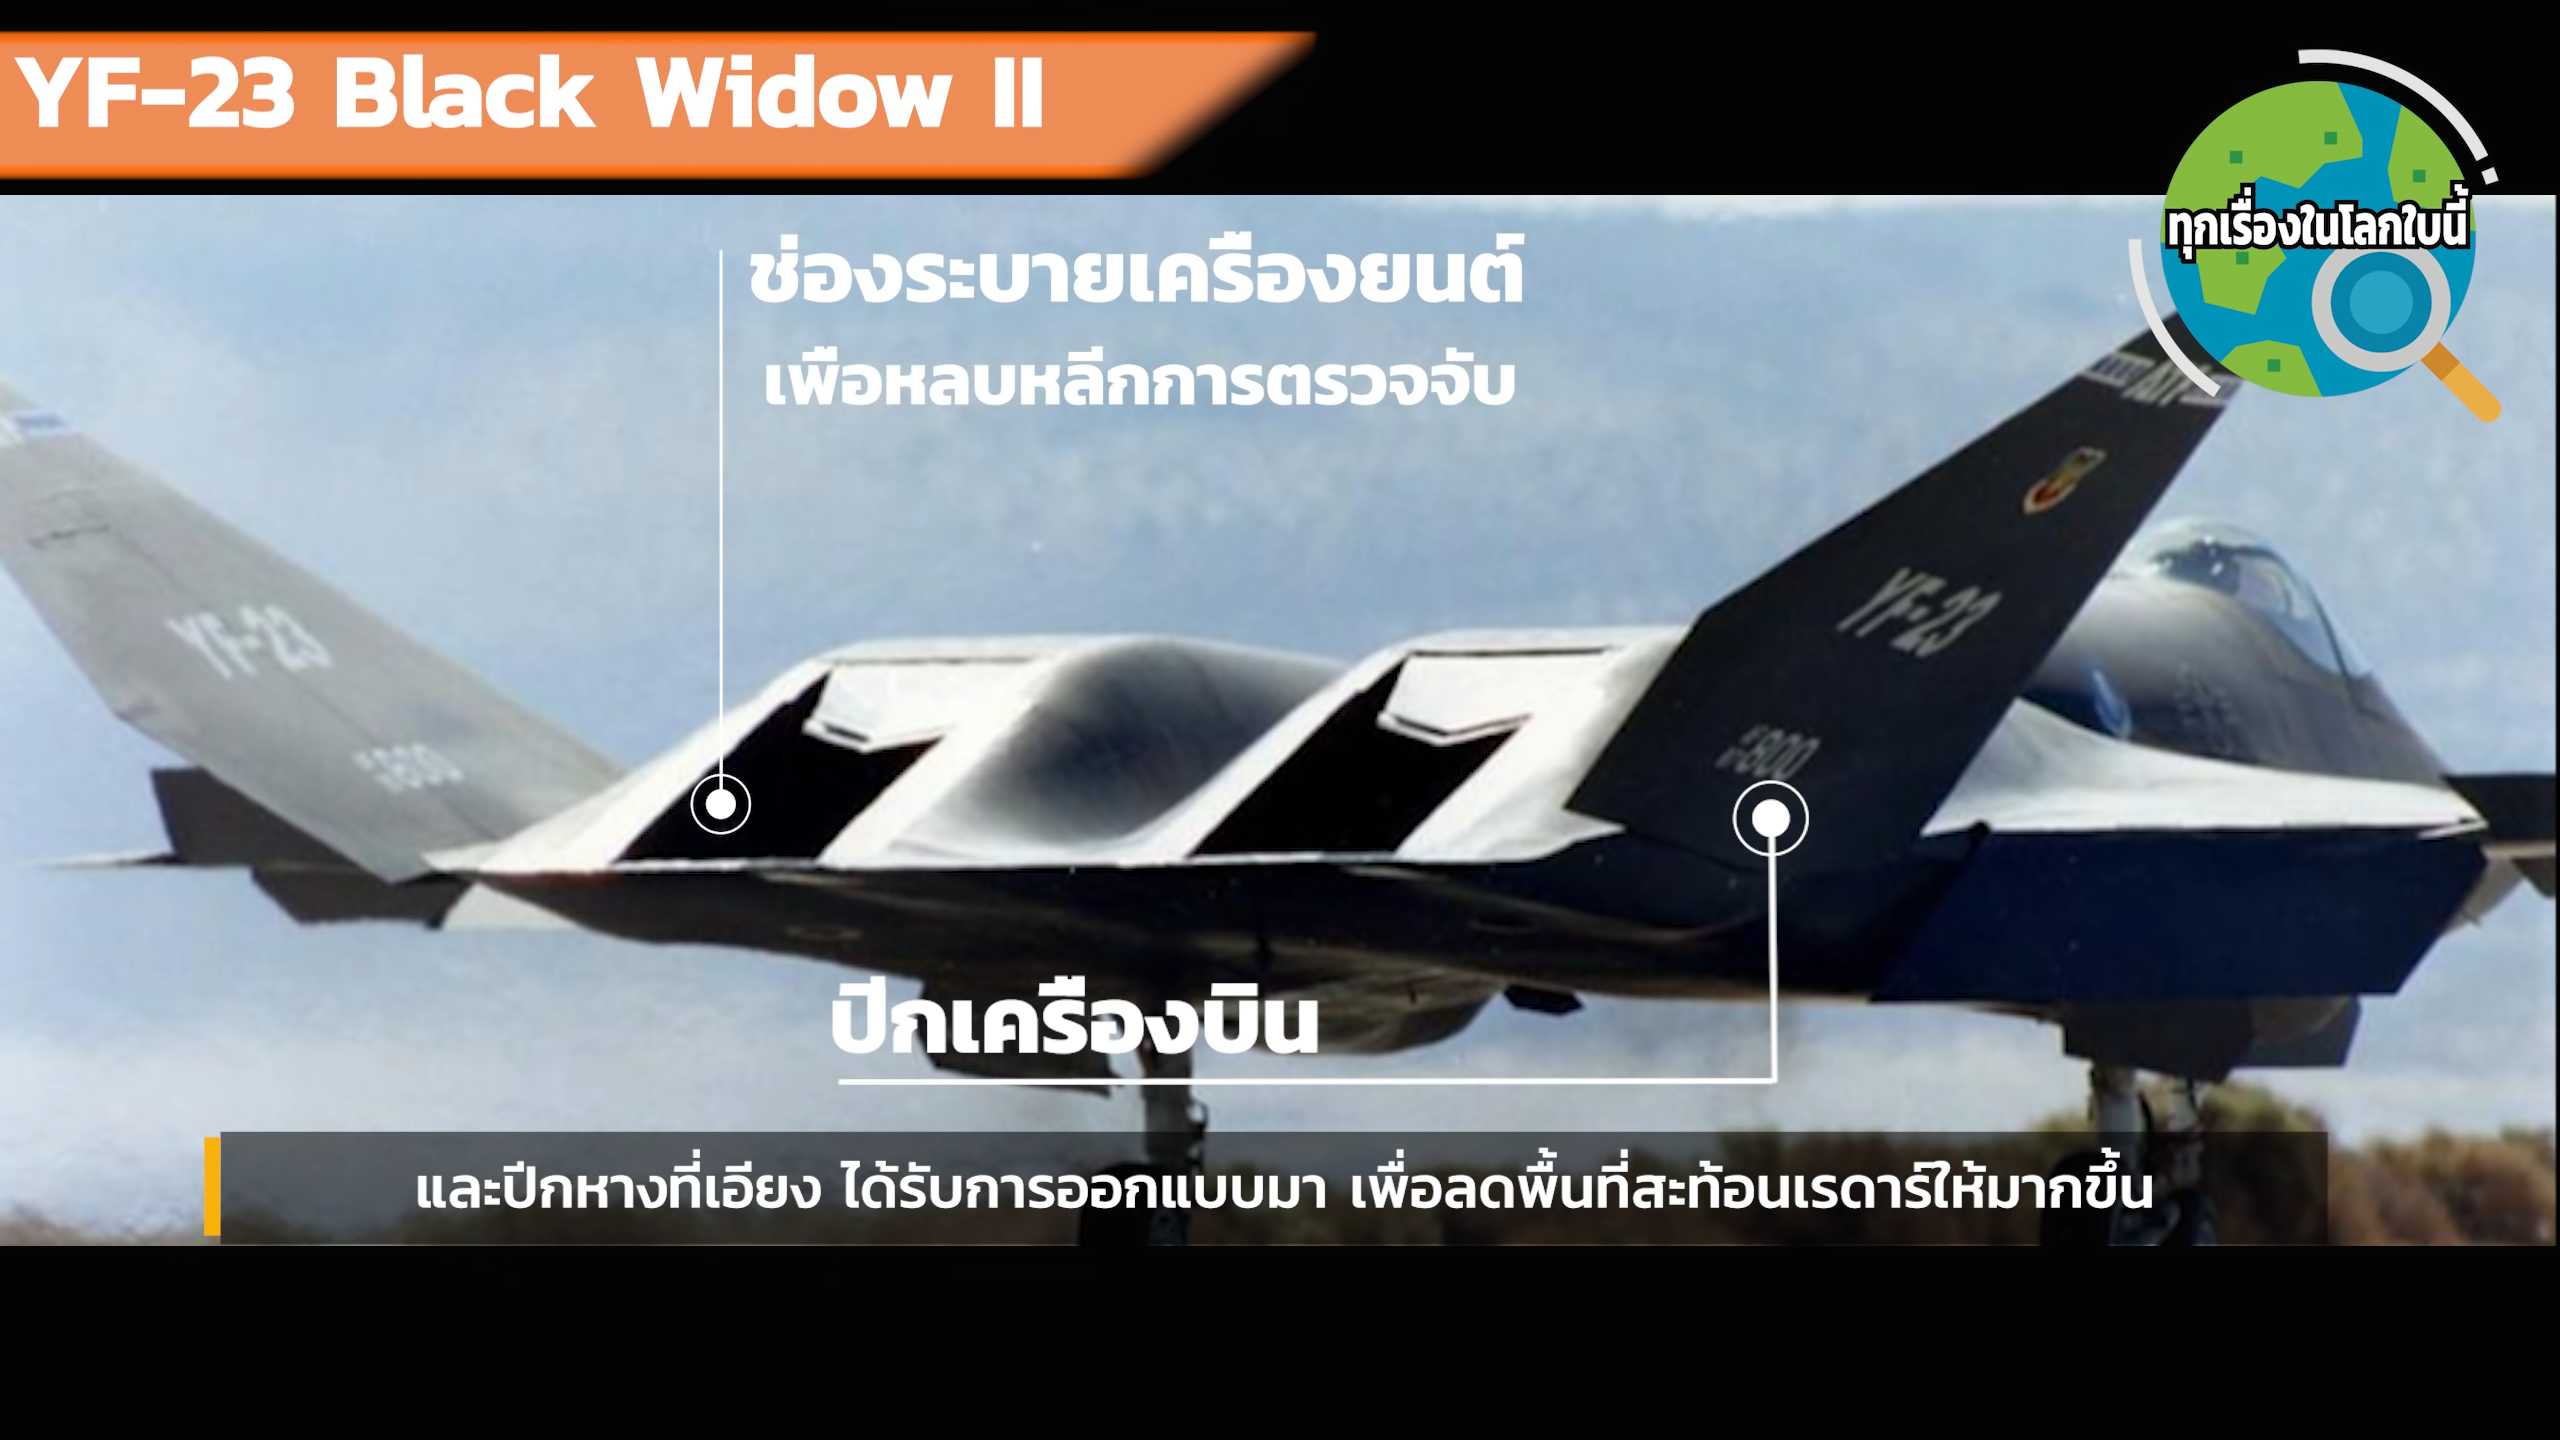 YF-23 Black Widow II
ทุกเรื่องในโลกใบนี้
ช่องระบายเครื่องยนต์
เพื่อหลบหลีกการตรวจจับ
YF-23
YF-23
800
800
ปีกเครื่องบิน
และปีกหางที่เอียง ได้รับการออกแบบมา เพื่อลดพื้นที่สะท้อนเรดาร์ให้มากขึ้น